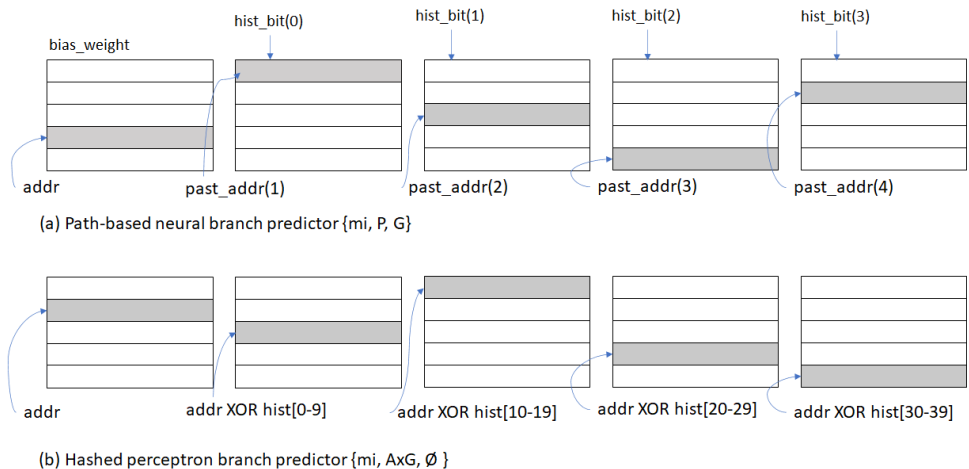 hist_bit(0)
hist_bit(1)
hist_bit(2)
hist_bit(3)
bias_weight
addr
past_addr(1)
past_addr(2)
past_addr(3)
past_addr(4)
(a) Path-based neural branch predictor {mi, P, G}
addr
addr XOR hist[0-9]
addr XOR hist[10-19]
addr XOR hist[20-29]
addr XOR hist[30-39]
(b) Hashed perceptron branch predictor {mi, AxG, Ø }